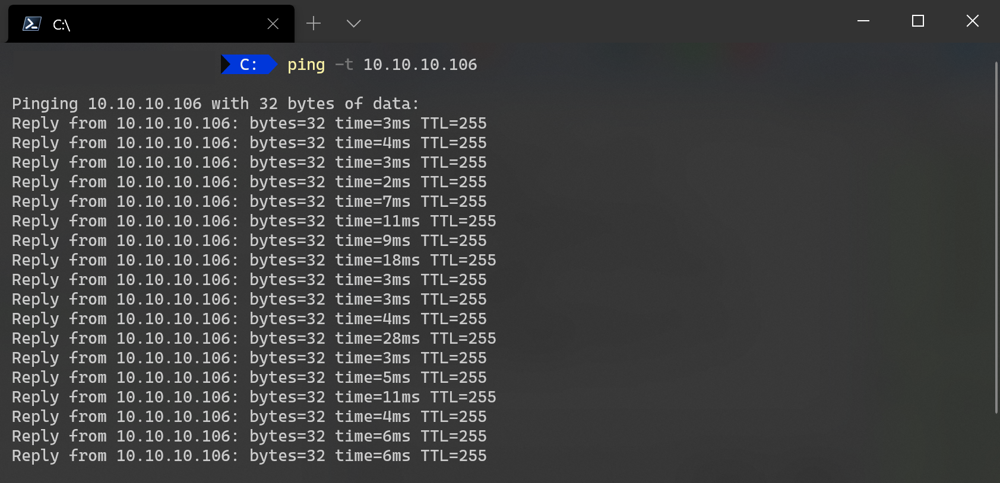 C:\
C: ping -t 10.10.10.106
Pinging 10.10.10.106 with 32 bytes of data:
Reply from 10.10.10.106: bytes=32 time=3ms TTL=255
Reply from 10.10.10.106: bytes=32 time=4ms TTL=255
Reply from 10.10.10.106: bytes=32 time=3ms TTL=255
Reply from 10.10.10.106: bytes=32 time=2ms TTL=255
Reply from 10.10.10.106: bytes=32 time=7ms TTL=255
Reply from 10.10.10.106: bytes=32 time=11ms TTL=255
Reply from 10.10.10.106: bytes=32 time=9ms TTL=255
Reply from 10.10.10.106: bytes=32 time=18ms TTL=255
Reply from 10.10.10.106: bytes=32 time=3ms TTL=255
Reply from 10.10.10.106: bytes=32 time=3ms TTL=255
Reply from 10.10.10.106: bytes=32 time=4ms TTL=255
Reply from 10.10.10.106: bytes=32 time=28ms TTL=255
Reply from 10.10.10.106: bytes=32 time=3ms TTL=255
Reply from 10.10.10.106: bytes=32 time=5ms TTL=255
Reply from 10.10.10.106: bytes=32 time=11ms TTL=255
Reply from 10.10.10.106: bytes=32 time=4ms TTL=255
Reply from 10.10.10.106: bytes=32 time=6ms TTL=255
Reply from 10.10.10.106: bytes=32 time=6ms TTL=255